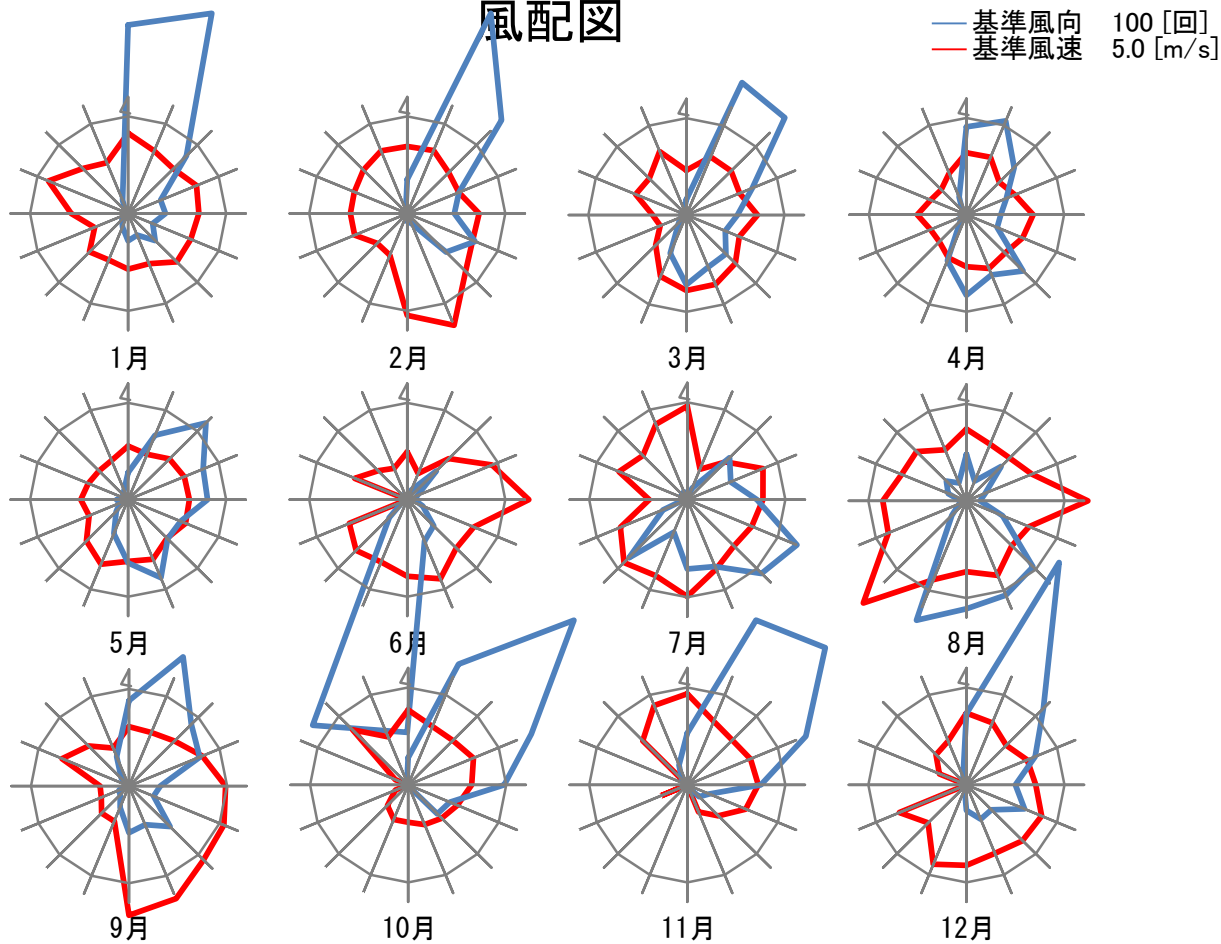 風配図
基準風向 100 [回]
基準風速 5.0 [m/s]
1月
2月
3月
4月
5月
6月
7月
8月
9月
10月
11月
12月